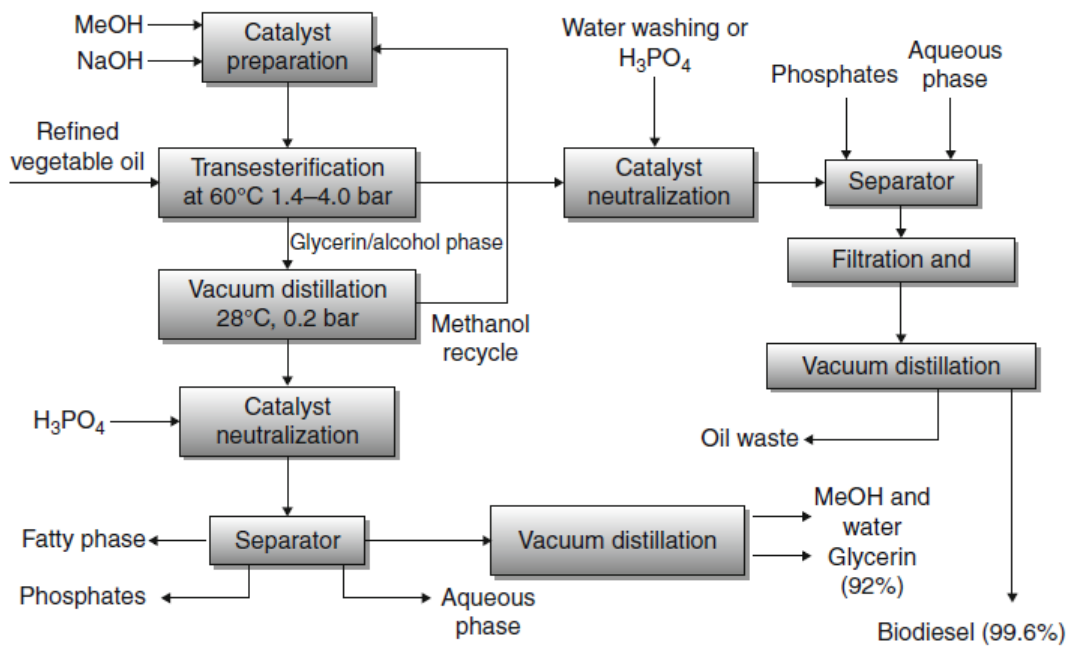 MeOH
NaOH
Catalyst
preparation
Water washing or
H₃PO₄
Phosphates
Aqueous
phase
Refined
vegetable oil
Transesterification
at 60°C 1.4–4.0 bar
Catalyst
neutralization
Separator
Glycerin/alcohol phase
Filtration and
Vacuum distillation
28°C, 0.2 bar
Methanol
recycle
Vacuum distillation
H₃PO₄
Catalyst
neutralization
Oil waste
Fatty phase
Separator
Vacuum distillation
MeOH and
water
Glycerin
(92%)
Phosphates
Aqueous
phase
Biodiesel (99.6%)